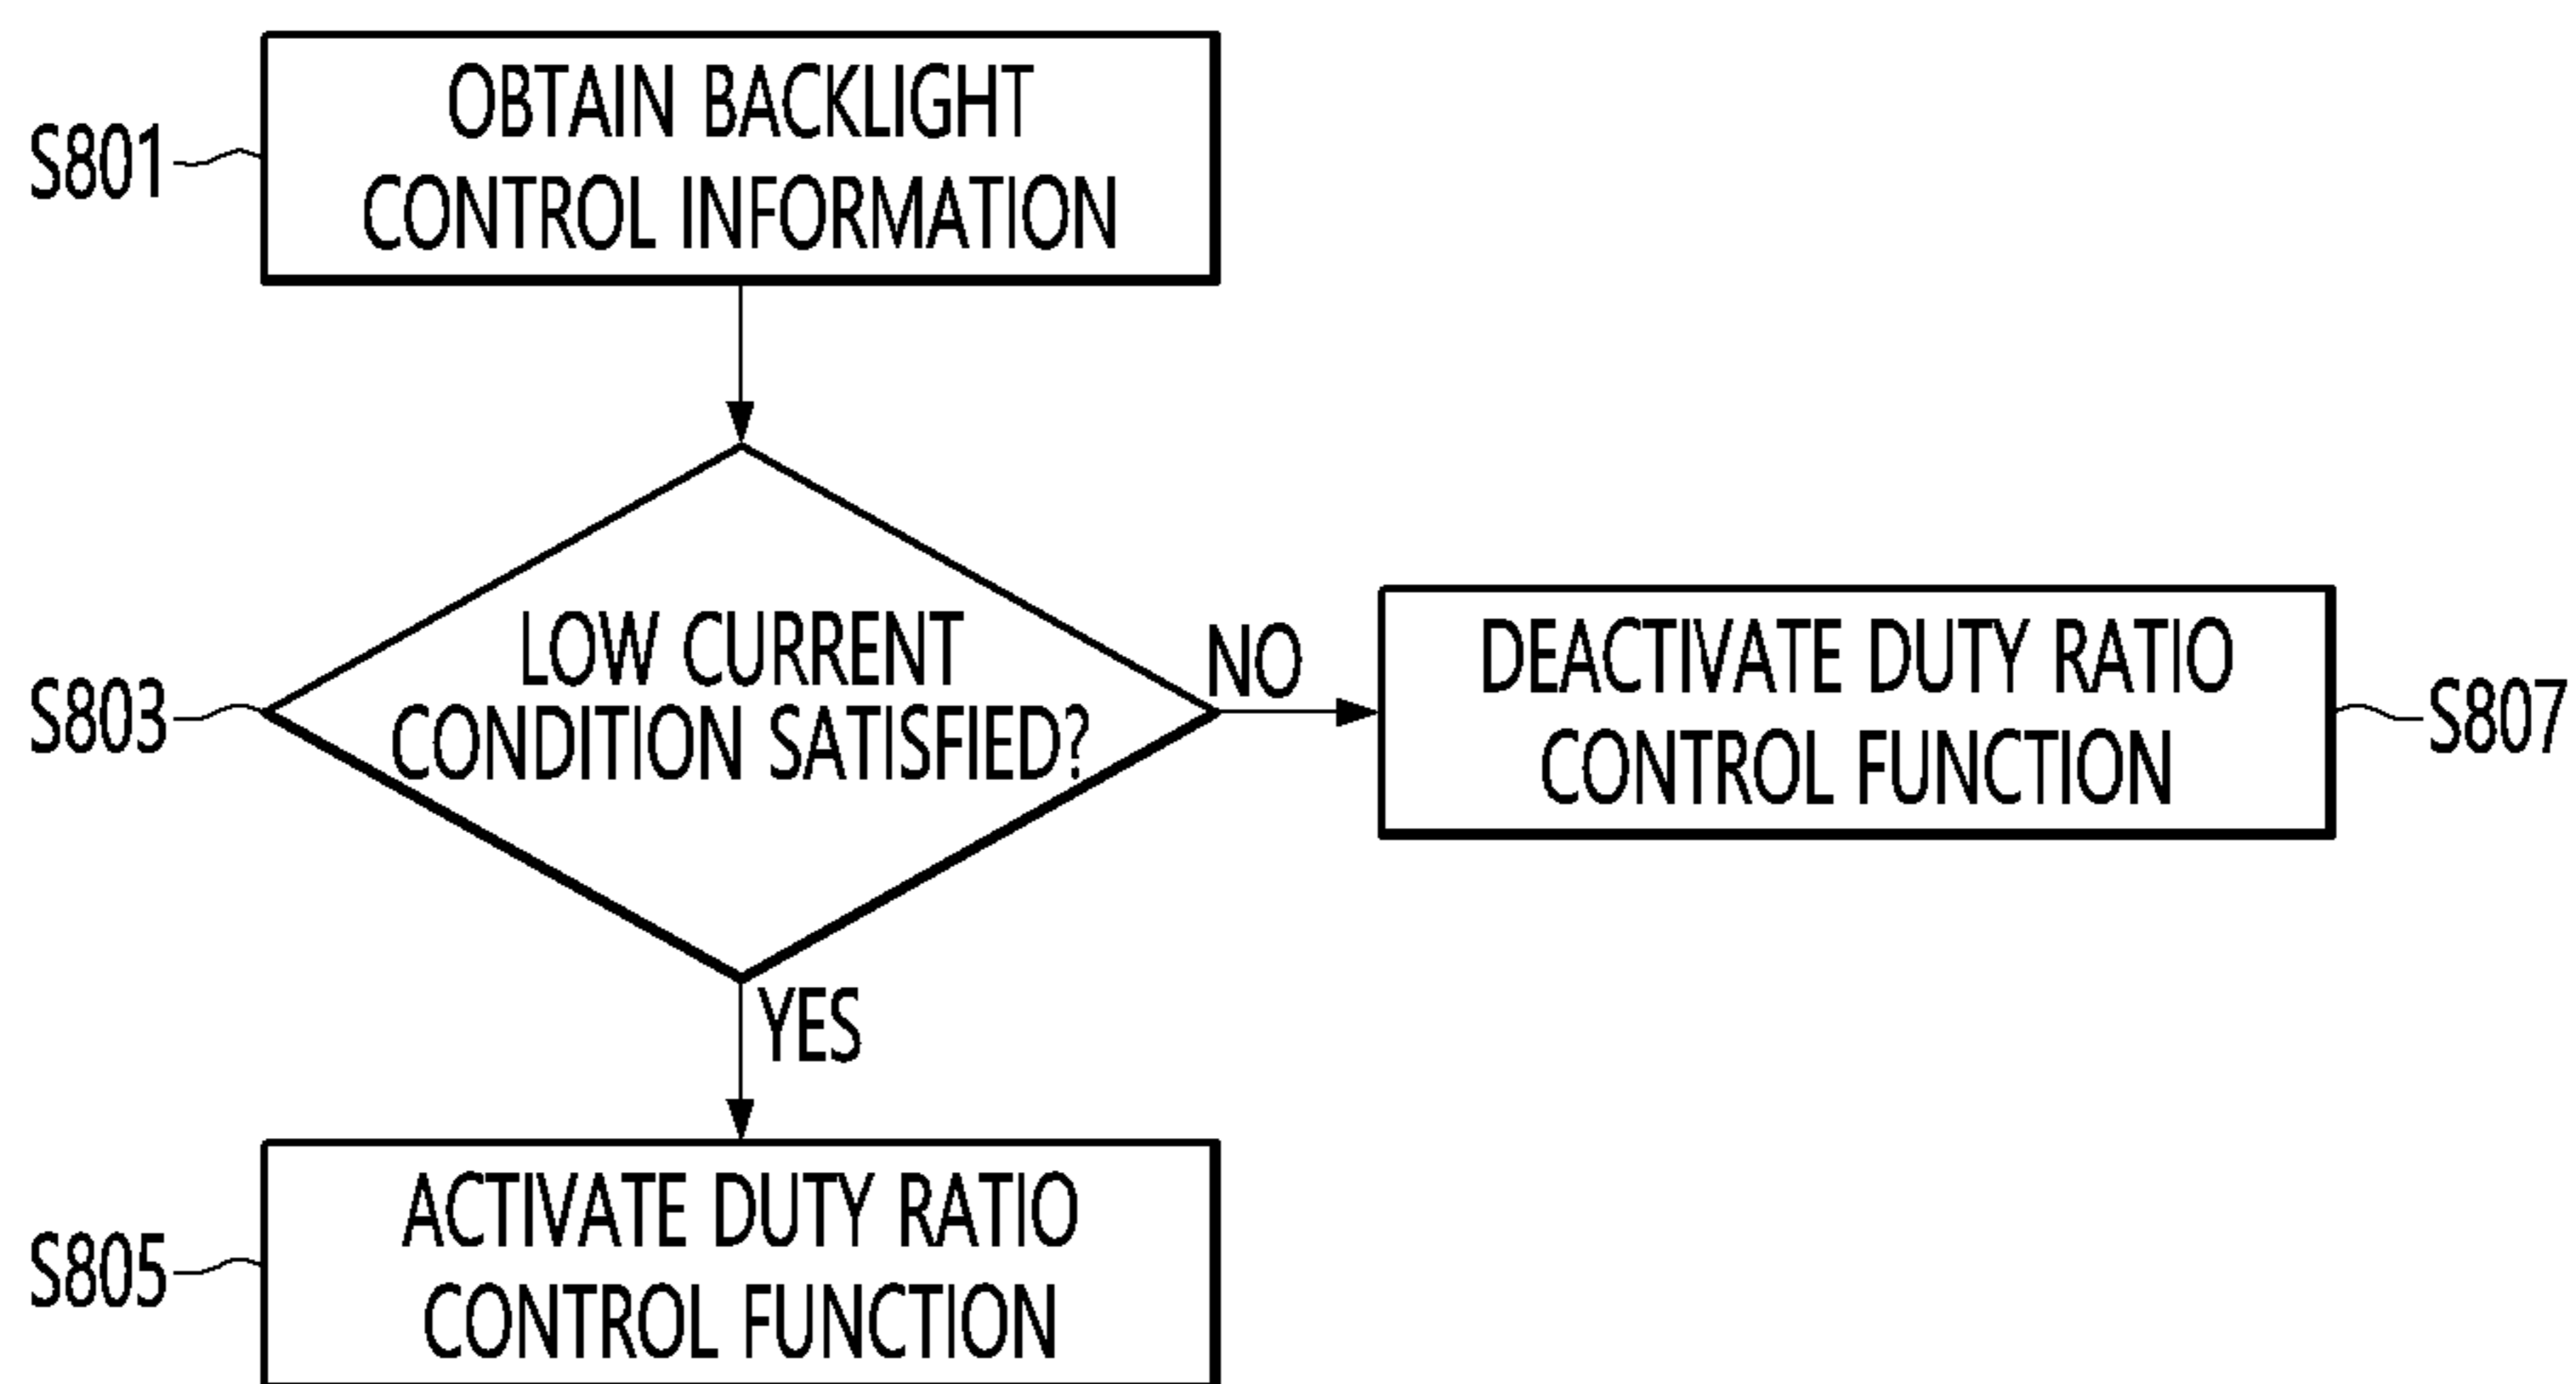 S801
OBTAIN BACKLIGHT
CONTROL INFORMATION
S803
LOW CURRENT
CONDITION SATISFIED?
NO
DEACTIVATE DUTY RATIO
CONTROL FUNCTION
S807
YES
S805
ACTIVATE DUTY RATIO
CONTROL FUNCTION